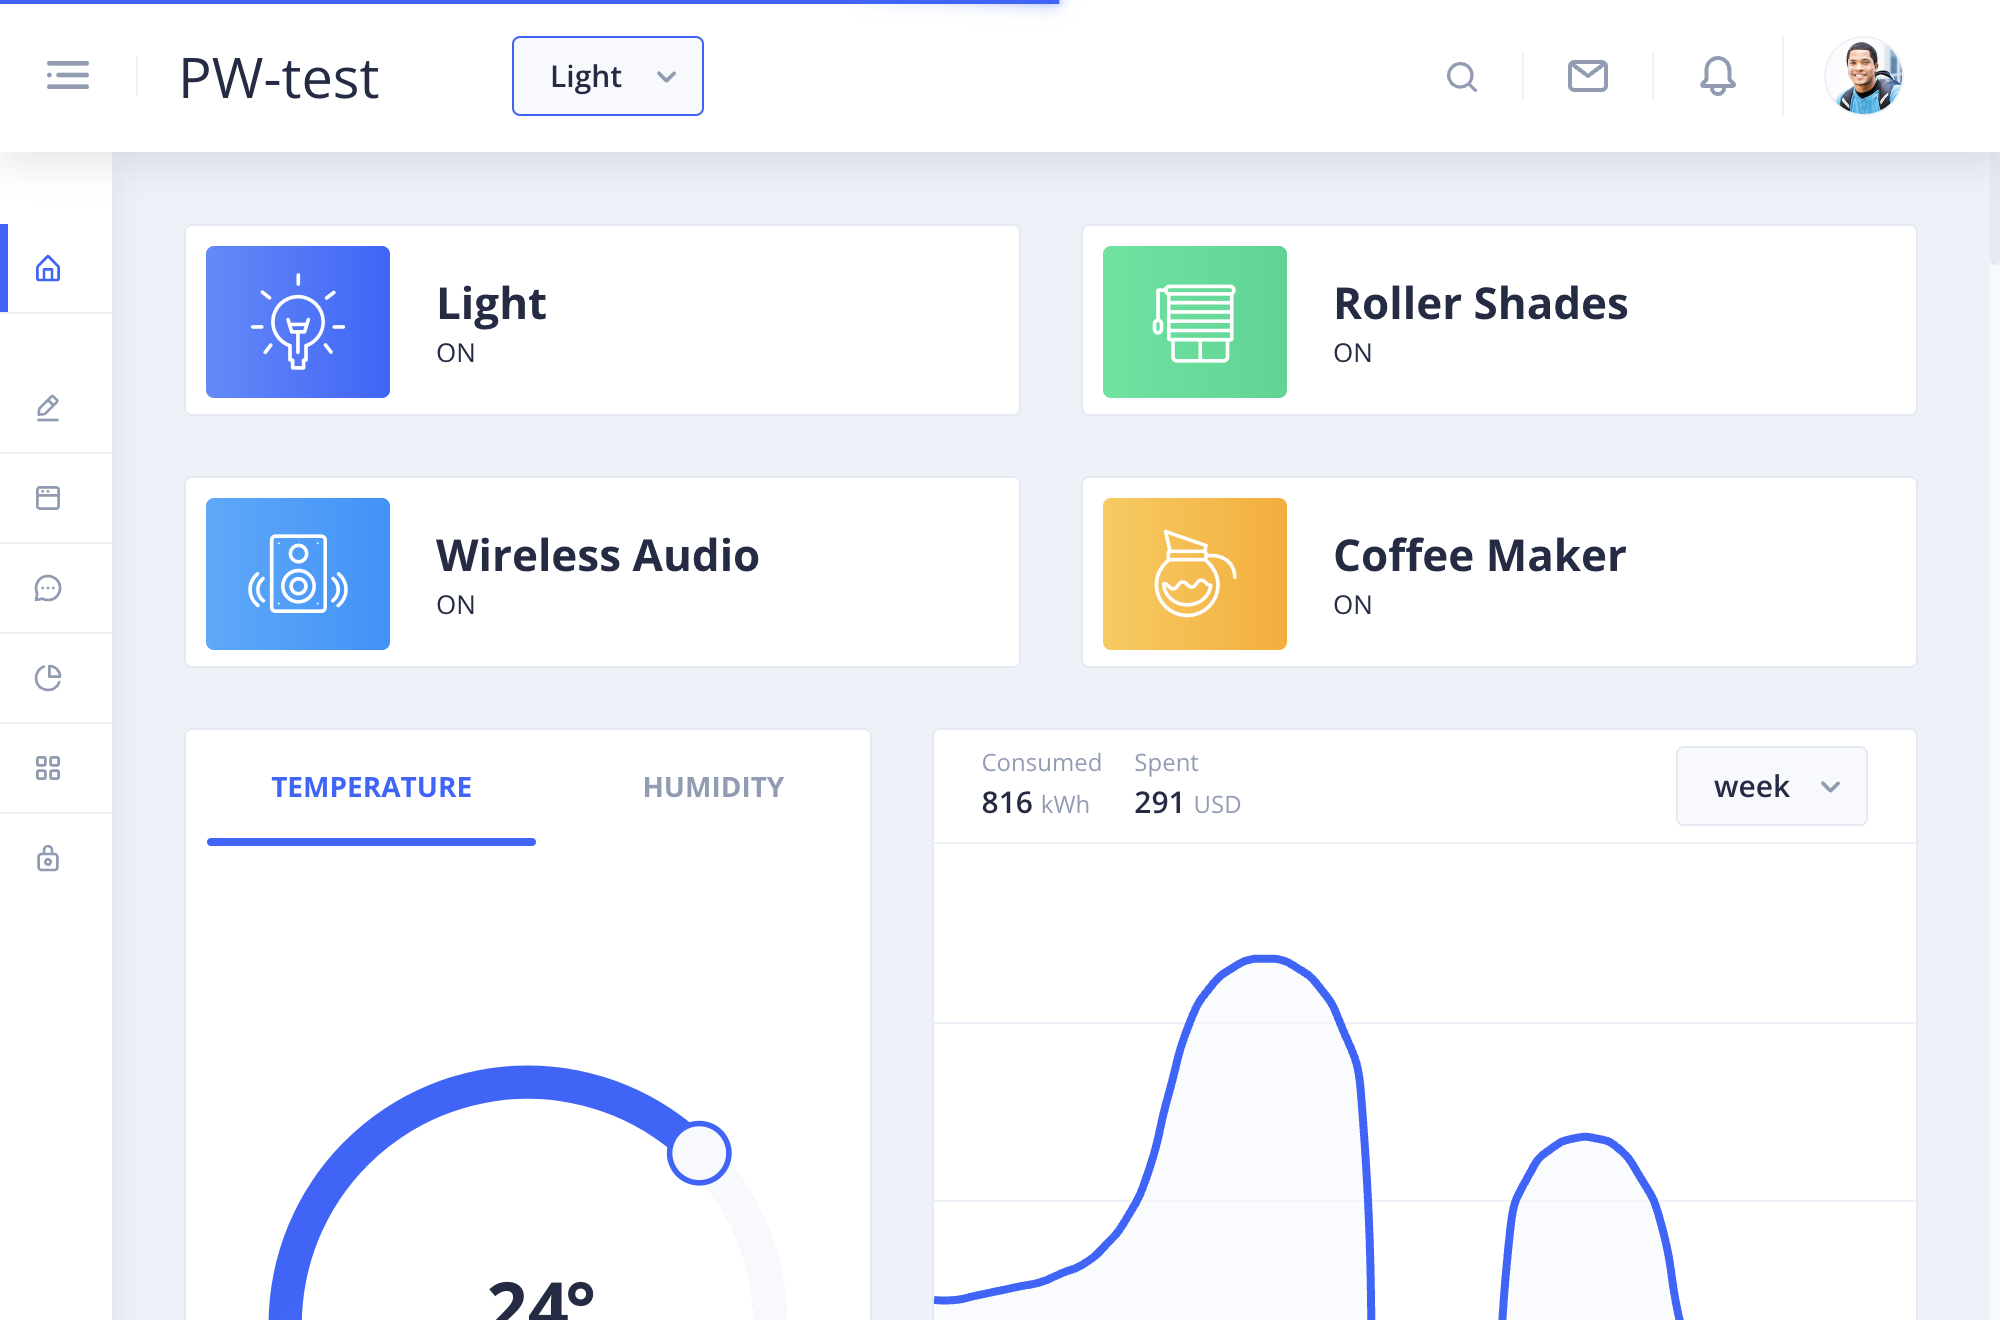 PW-test
Light
Light
ON
Roller Shades
ON
Wireless Audio
ON
Coffee Maker
ON
TEMPERATURE
HUMIDITY
Consumed
816 kWh
Spent
291 USD
week
24°